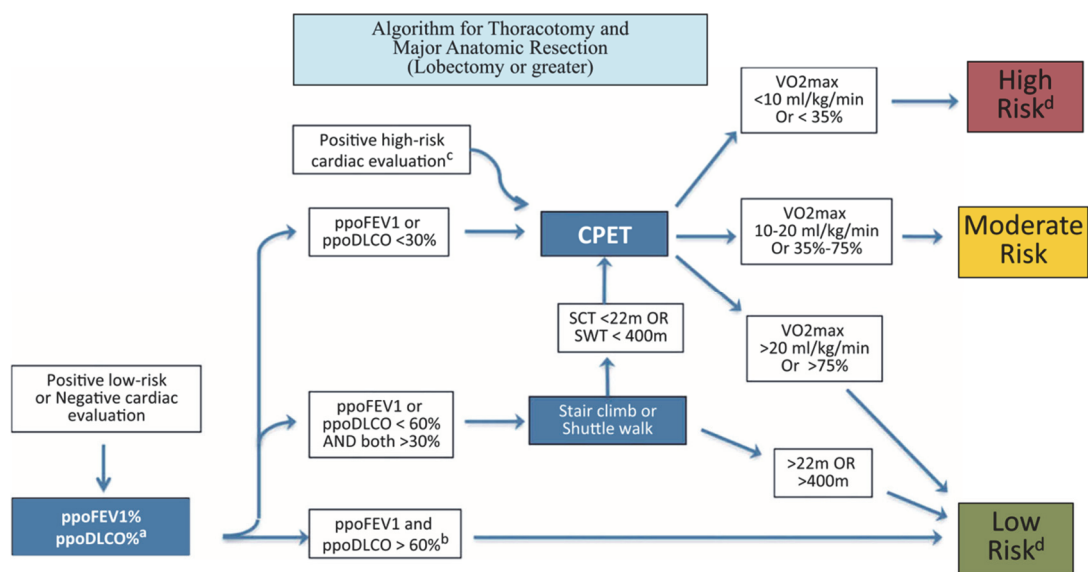 Algorithm for Thoracotomy and
Major Anatomic Resection
(Lobectomy or greater)
VO2max
<10 ml/kg/min
Or < 35%
High
Riskᵈ
Positive high-risk
cardiac evaluationᶜ
ppoFEV1 or
ppoDLCO <30%
CPET
VO2max
10-20 ml/kg/min
Or 35%-75%
Moderate
Risk
SCT <22m OR
SWT < 400m
VO2max
>20 ml/kg/min
Or >75%
Positive low-risk
or Negative cardiac
evaluation
ppoFEV1 or
ppoDLCO < 60%
AND both >30%
Stair climb or
Shuttle walk
>22m OR
>400m
ppoFEV1%
ppoDLCO%ᵃ
ppoFEV1 and
ppoDLCO > 60%ᵇ
Low
Riskᵈ